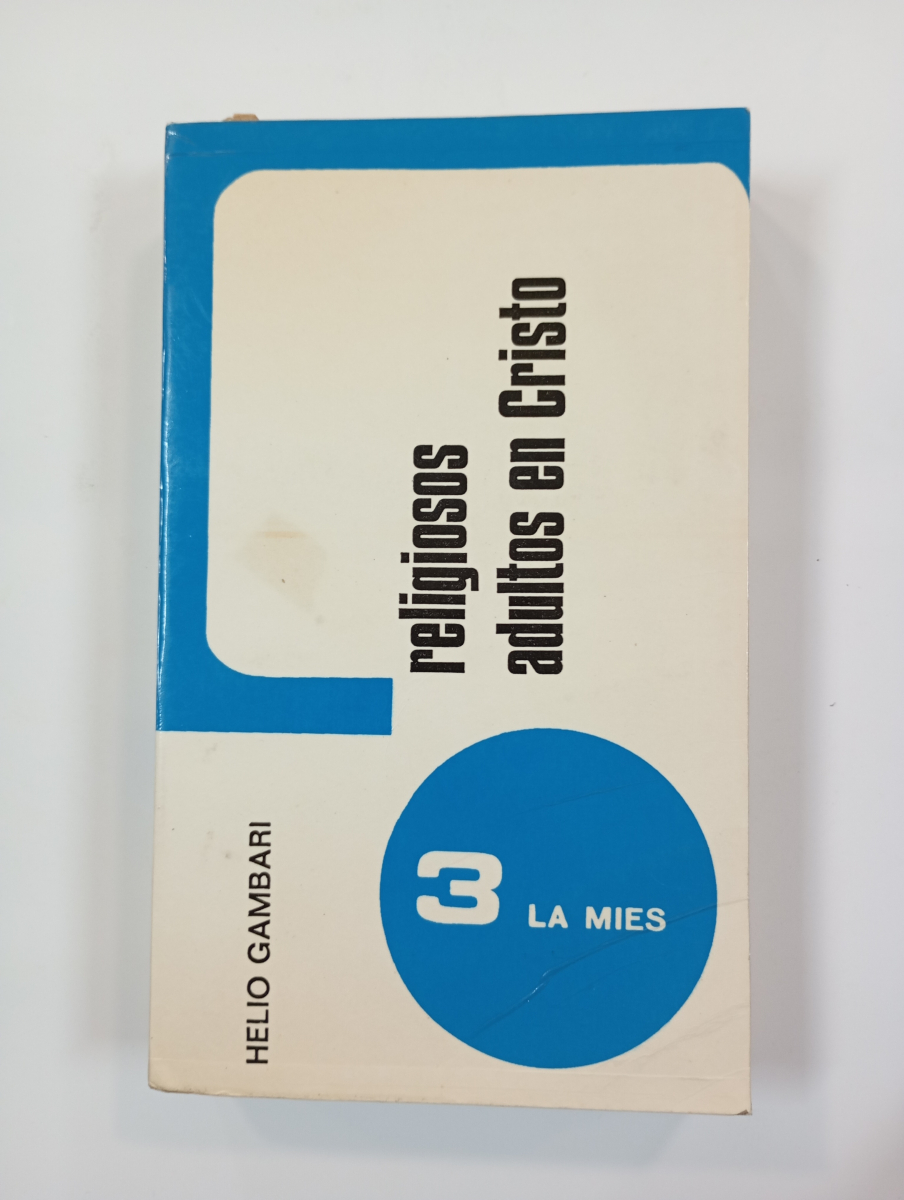 HELIO GAMBARI
religiosos
adultos en Cristo
3
LA MIES